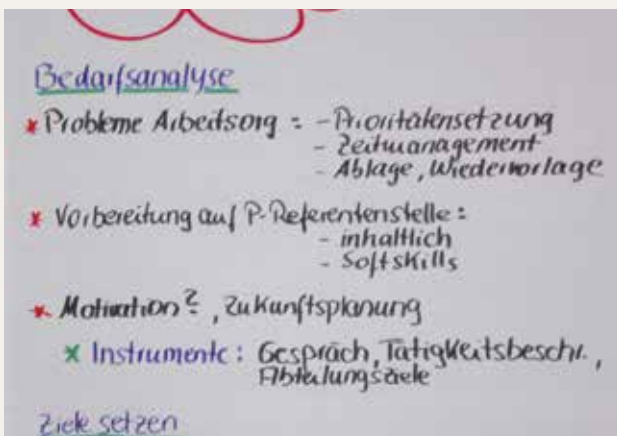 Bedarfsanalyse
* Probleme Arbeitsorg : - Prioritätensetzung
- Zeitmanagement
- Ablage, Wiedervorlage
* Vorbereitung auf P-Referentenstelle :
- inhaltlich
- Softskills
* Motivation? , Zukunftsplanung
* Instrumente : Gespräch, Tätigkeitsbeschr. ,
Abteilungsziele
Ziele setzen